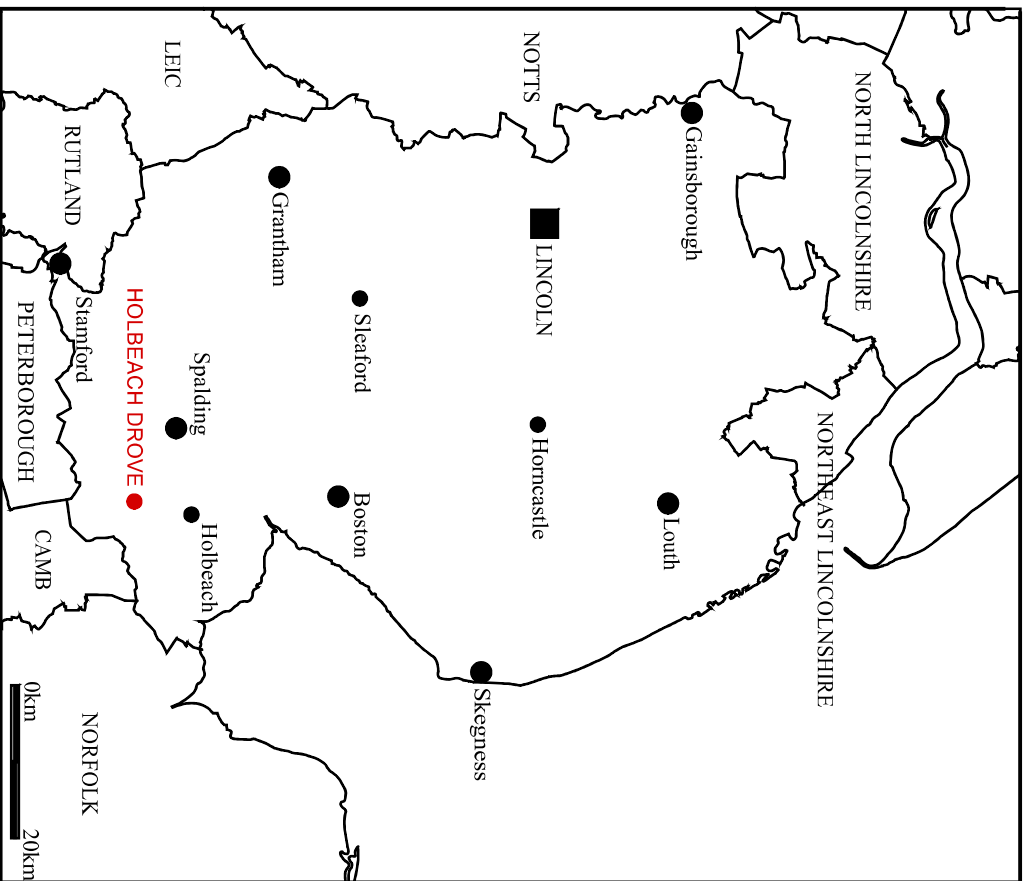 NORTH LINCOLNSHIRE
NORTHEAST LINCOLNSHIRE
Gainsborough
Louth
NOTTS
LINCOLN
Horncastle
Skegness
Sleaford
Boston
Grantham
LEIC
Spalding
Holbeach
HOLBEACH DROVE
RUTLAND
Stamford
NORFOLK
PETERBOROUGH
CAMB
0km
20km